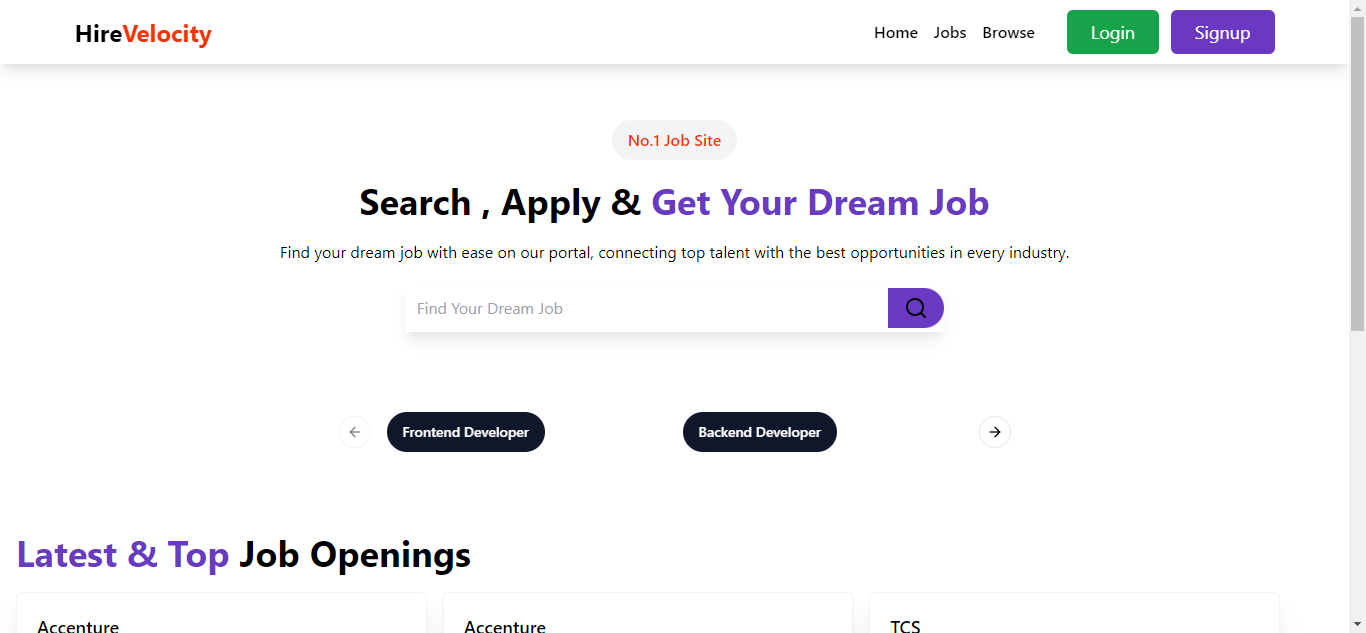 HireVelocity
Home Jobs Browse Login Signup
No.1 Job Site
Search , Apply & Get Your Dream Job
Find your dream job with ease on our portal, connecting top talent with the best opportunities in every industry.
Find Your Dream Job
Frontend Developer Backend Developer
Latest & Top Job Openings
Accenture Accenture TCS